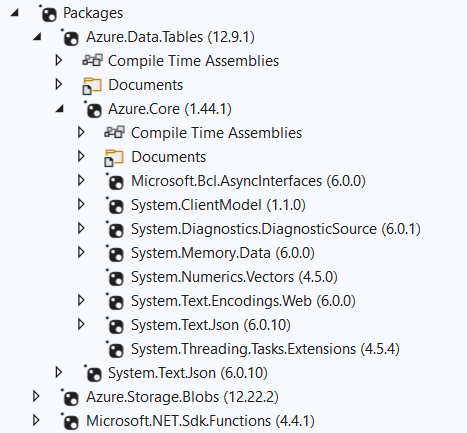 Packages
Azure.Data.Tables (12.9.1)
Compile Time Assemblies
Documents
Azure.Core (1.44.1)
Compile Time Assemblies
Documents
Microsoft.Bcl.AsyncInterfaces (6.0.0)
System.ClientModel (1.1.0)
System.Diagnostics.DiagnosticSource (6.0.1)
System.Memory.Data (6.0.0)
System.Numerics.Vectors (4.5.0)
System.Text.Encodings.Web (6.0.0)
System.Text.Json (6.0.10)
System.Threading.Tasks.Extensions (4.5.4)
System.Text.Json (6.0.10)
Azure.Storage.Blobs (12.22.2)
Microsoft.NET.Sdk.Functions (4.4.1)